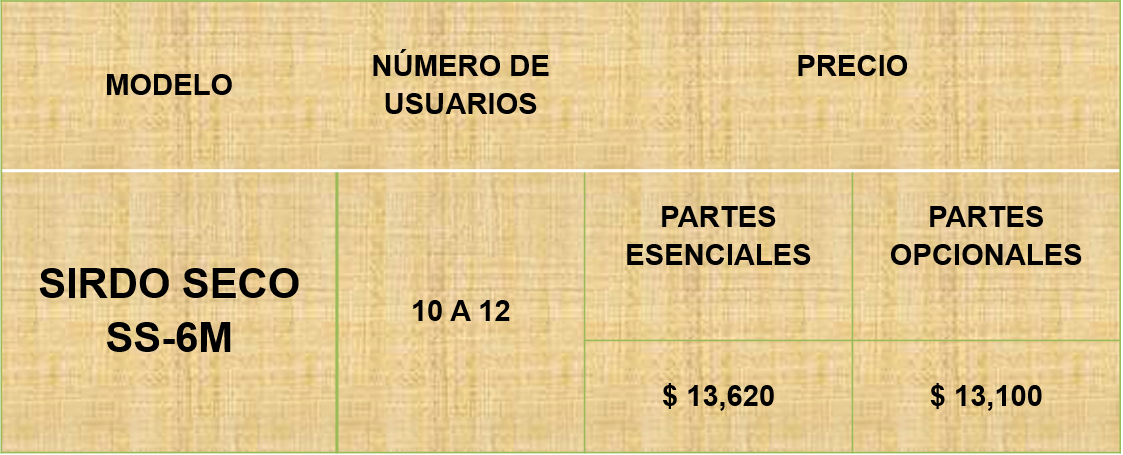 MODELO
NÚMERO DE
USUARIOS
PRECIO
SIRDO SECO
SS-6M
10 A 12
PARTES
ESENCIALES
PARTES
OPCIONALES
$ 13,620
$ 13,100